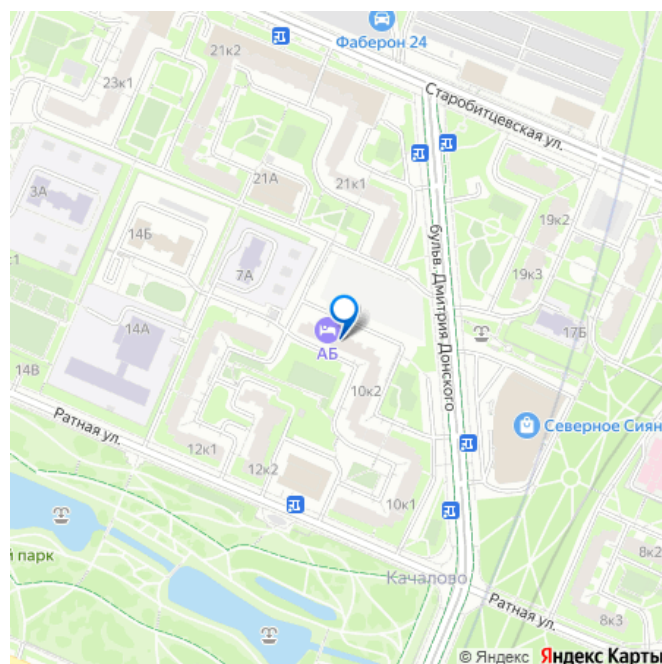 Фаберон 24
21к2
23к1
Старобитцевская ул.
21А
21к1
3А
19к2
14Б
7А
19к3
с1
бульв. Дмитрия Донского
17Б
14А
АБ
14В
10к2
Северное Сиян
Ратная ул.
12к1
12к2
10к1
й парк
8к2
Качалово
Ратная ул.
8к3
© Яндекс Яндекс Карты